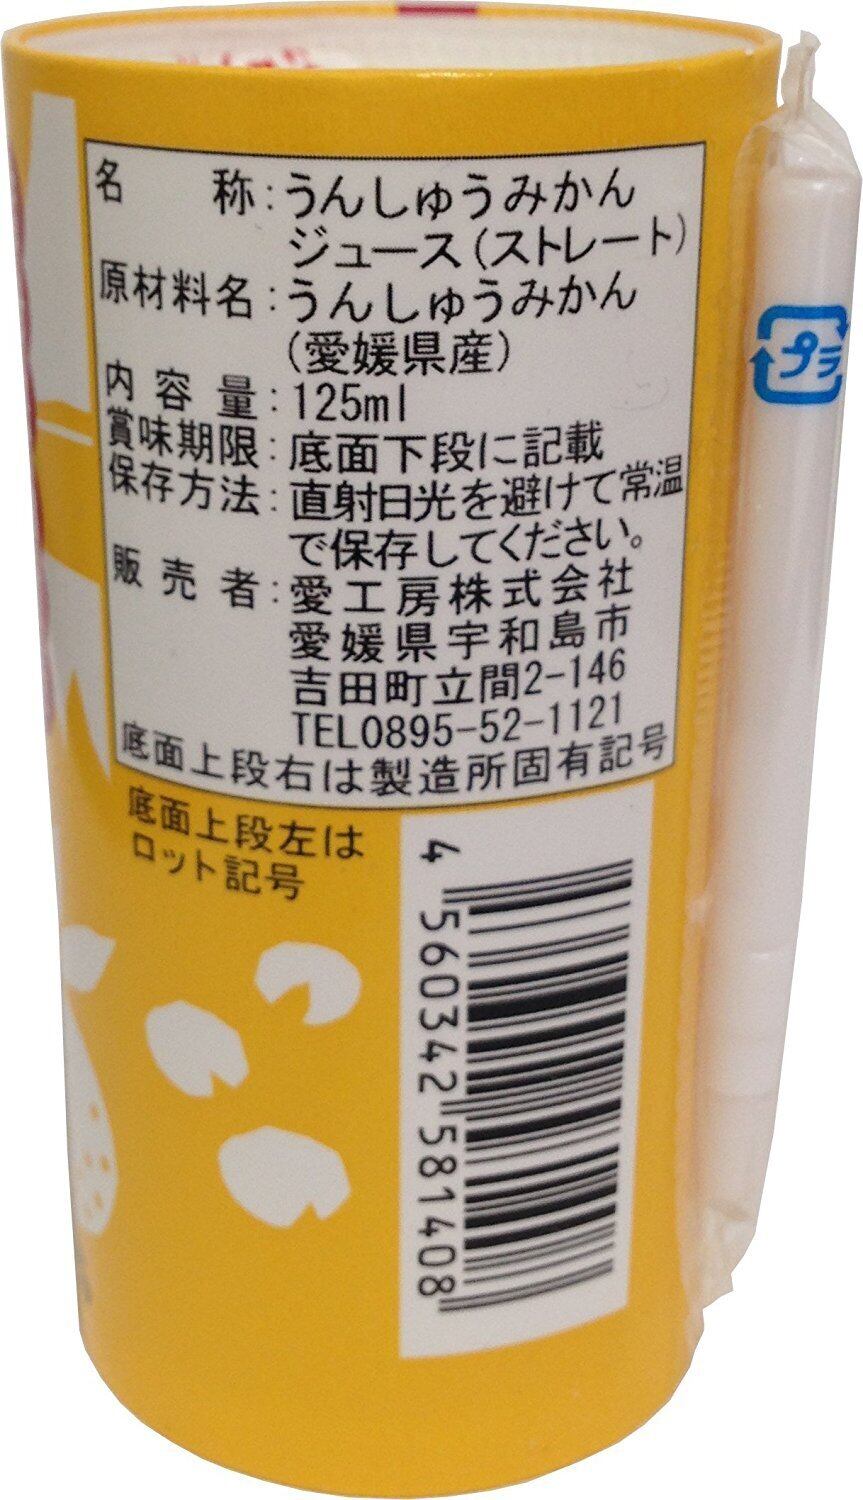 名称：うんしゅうみかん
ジュース（ストレート）
原材料名：うんしゅうみかん
（愛媛県産）
内容量：125ml
賞味期限：底面下段に記載
保存方法：直射日光を避けて常温
で保存してください。
販売者：愛工房株式会社
愛媛県宇和島市
吉田町立間2-146
TEL0895-52-1121
底面上段右は製造所固有記号
底面上段左は
ロット記号
4 560342 581408
プラ